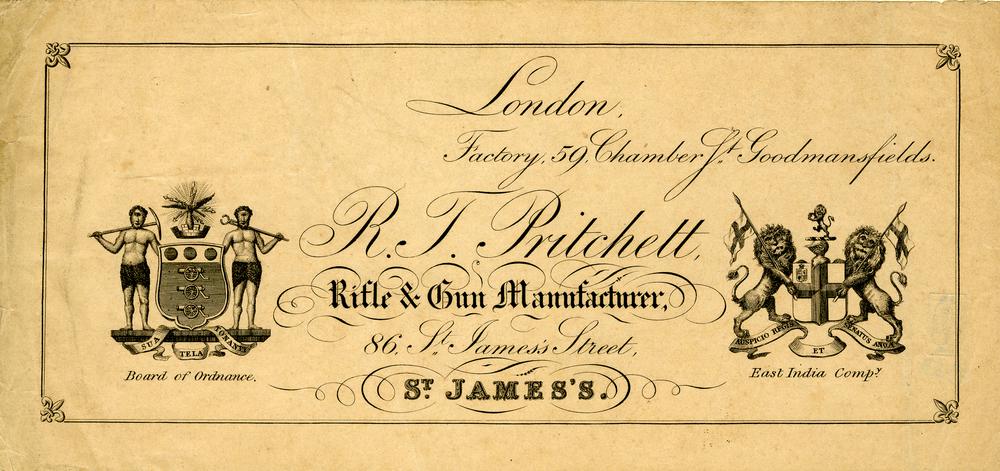 London,
Factory, 59, Chamber St Goodmansfields.
R. T. Pritchett,
Rifle & Gun Manufacturer,
86, St James's Street,
ST JAMES'S.
SUA TELA TONANTI
Board of Ordnance.
AUSPICIO REGIS ET SENATUS ANGLÆ
East India Compy